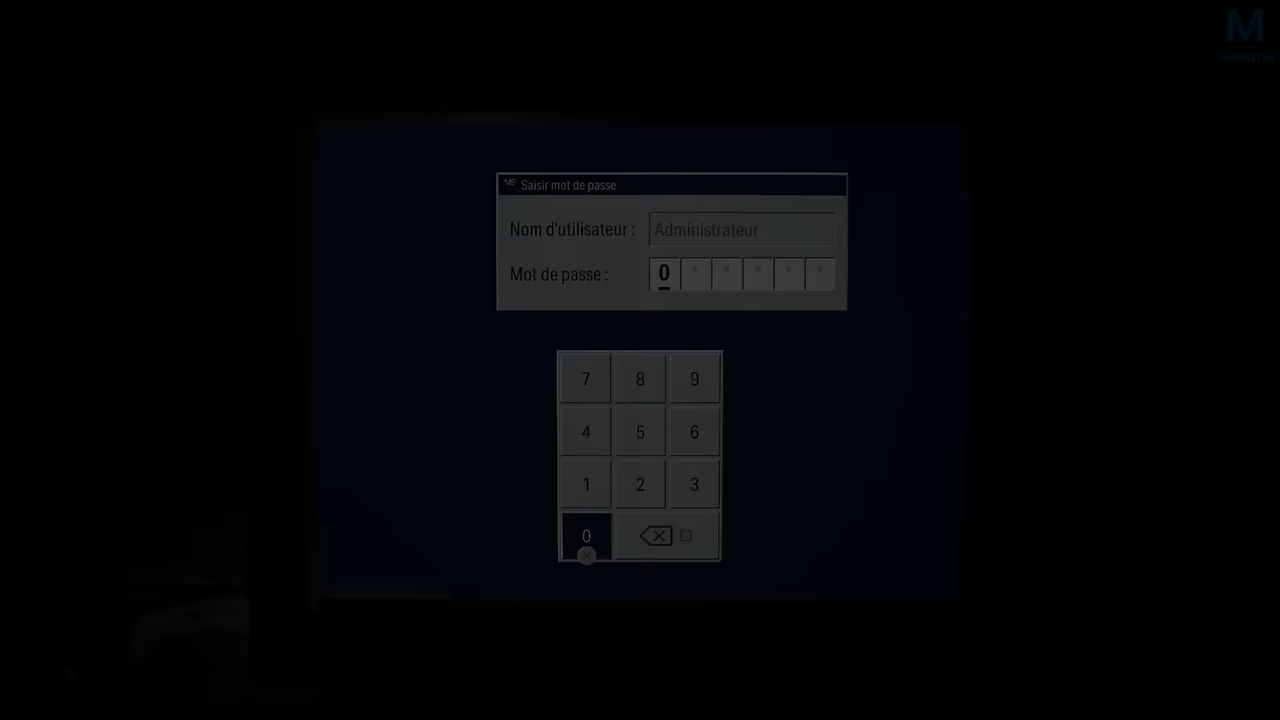 M
Saisir mot de passe
Nom d'utilisateur : Administrateur
Mot de passe : 0 * * * * *
7 8 9
4 5 6
1 2 3
0